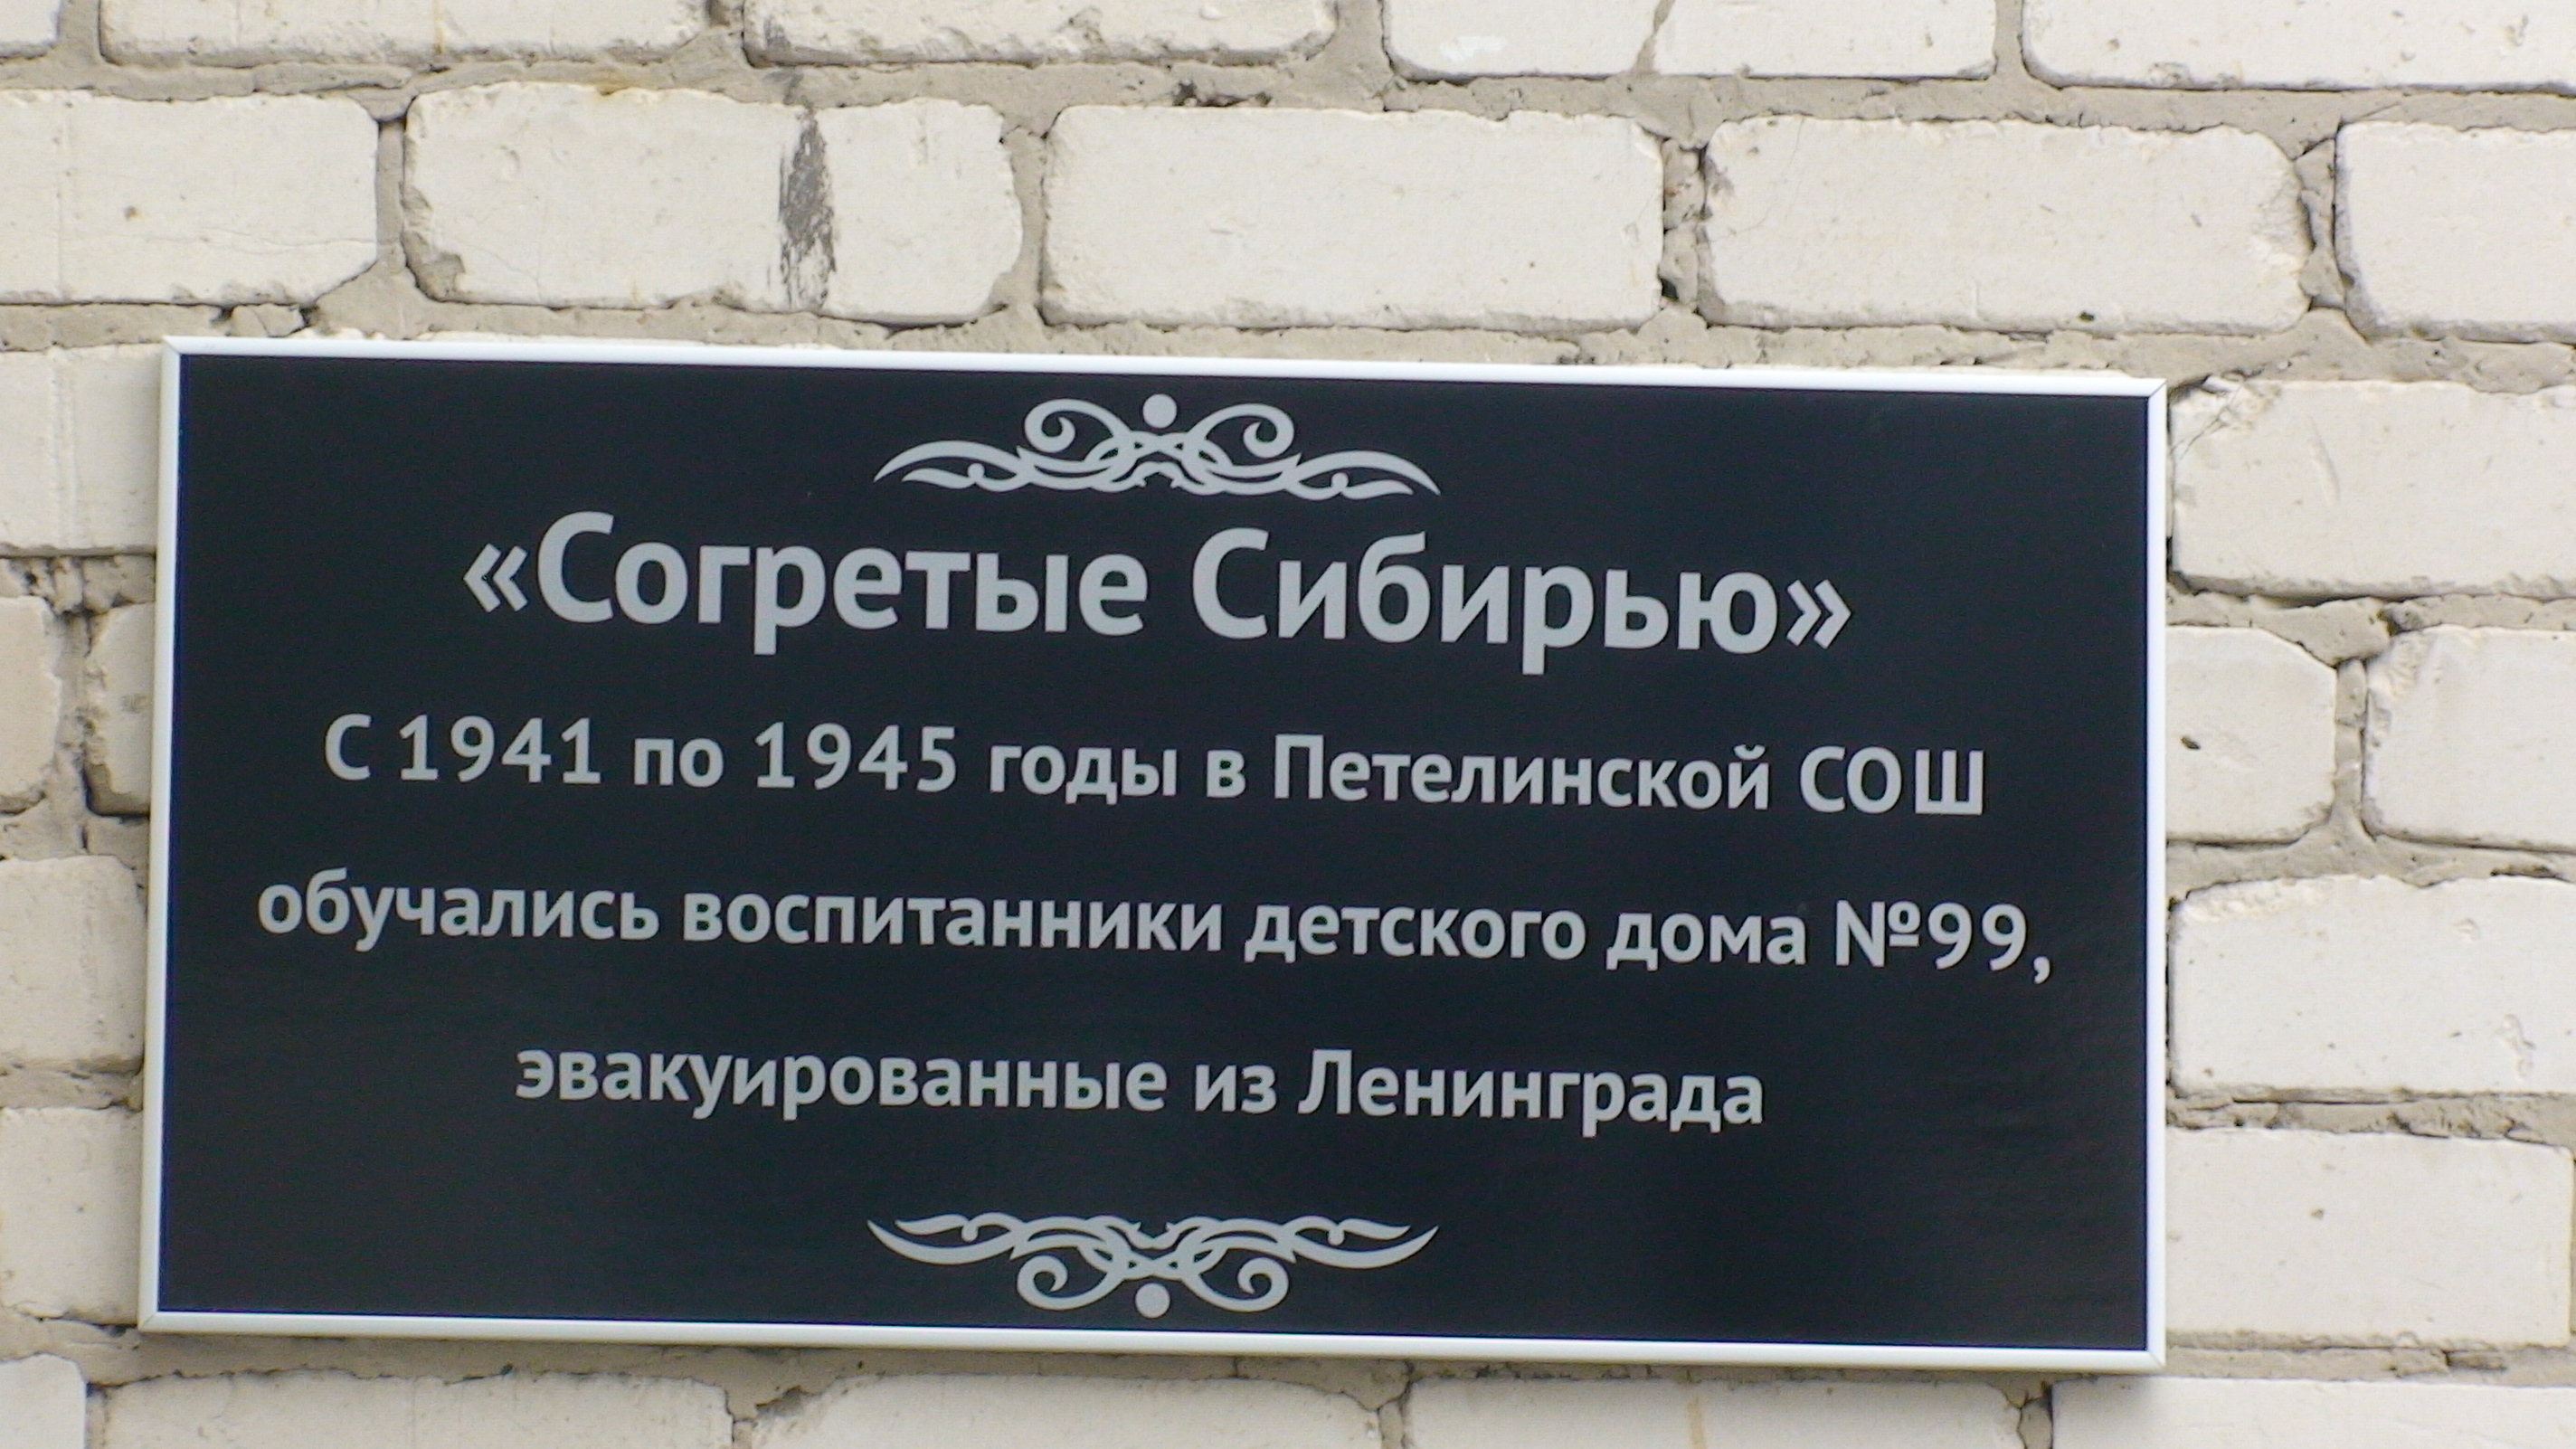 «Согретые Сибирью»
С 1941 по 1945 годы в Петелинской СОШ
обучались воспитанники детского дома №99,
эвакуированные из Ленинграда